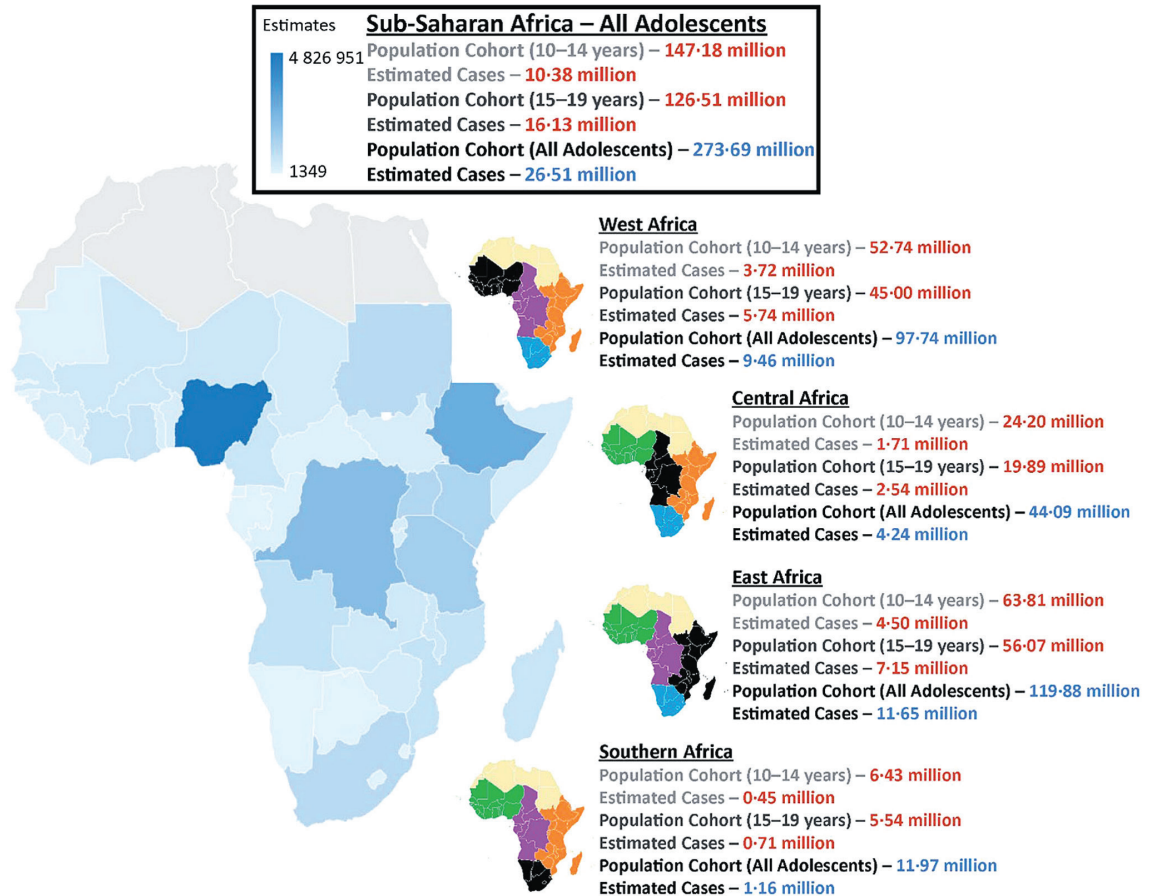 Estimates
4 826 951
1349
Sub-Saharan Africa – All Adolescents
Population Cohort (10–14 years) – 147·18 million
Estimated Cases – 10·38 million
Population Cohort (15–19 years) – 126·51 million
Estimated Cases – 16·13 million
Population Cohort (All Adolescents) – 273·69 million
Estimated Cases – 26·51 million
West Africa
Population Cohort (10–14 years) – 52·74 million
Estimated Cases – 3·72 million
Population Cohort (15–19 years) – 45·00 million
Estimated Cases – 5·74 million
Population Cohort (All Adolescents) – 97·74 million
Estimated Cases – 9·46 million
Central Africa
Population Cohort (10–14 years) – 24·20 million
Estimated Cases – 1·71 million
Population Cohort (15–19 years) – 19·89 million
Estimated Cases – 2·54 million
Population Cohort (All Adolescents) – 44·09 million
Estimated Cases – 4·24 million
East Africa
Population Cohort (10–14 years) – 63·81 million
Estimated Cases – 4·50 million
Population Cohort (15–19 years) – 56·07 million
Estimated Cases – 7·15 million
Population Cohort (All Adolescents) – 119·88 million
Estimated Cases – 11·65 million
Southern Africa
Population Cohort (10–14 years) – 6·43 million
Estimated Cases – 0·45 million
Population Cohort (15–19 years) – 5·54 million
Estimated Cases – 0·71 million
Population Cohort (All Adolescents) – 11·97 million
Estimated Cases – 1·16 million